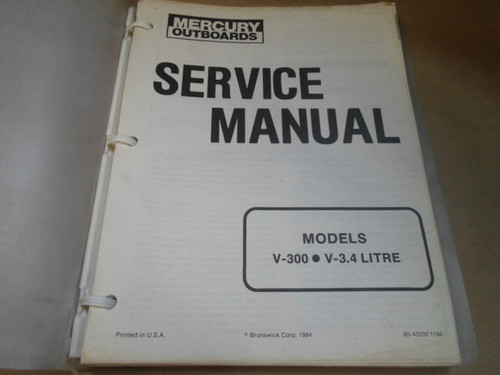 MERCURY
OUTBOARDS
SERVICE
MANUAL
MODELS
V-300 ● V-3.4 LITRE
Printed in U.S.A.
© Brunswick Corp. 1984